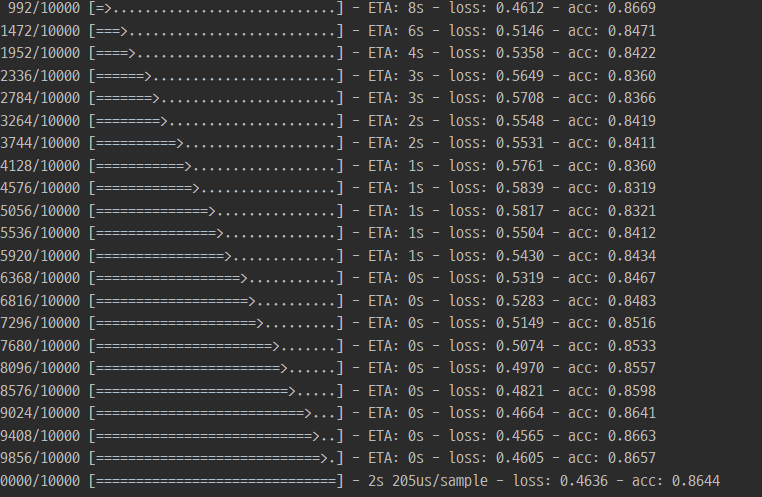 992/10000 [=>............................] - ETA: 8s - loss: 0.4612 - acc: 0.8669
1472/10000 [===>..........................] - ETA: 6s - loss: 0.5146 - acc: 0.8471
1952/10000 [====>.........................] - ETA: 4s - loss: 0.5358 - acc: 0.8422
2336/10000 [======>.......................] - ETA: 3s - loss: 0.5649 - acc: 0.8360
2784/10000 [=======>......................] - ETA: 3s - loss: 0.5708 - acc: 0.8366
3264/10000 [========>.....................] - ETA: 2s - loss: 0.5548 - acc: 0.8419
3744/10000 [==========>...................] - ETA: 2s - loss: 0.5531 - acc: 0.8411
4128/10000 [===========>..................] - ETA: 1s - loss: 0.5761 - acc: 0.8360
4576/10000 [============>.................] - ETA: 1s - loss: 0.5839 - acc: 0.8319
5056/10000 [==============>...............] - ETA: 1s - loss: 0.5817 - acc: 0.8321
5536/10000 [===============>..............] - ETA: 1s - loss: 0.5504 - acc: 0.8412
5920/10000 [================>.............] - ETA: 1s - loss: 0.5430 - acc: 0.8434
6368/10000 [==================>...........] - ETA: 0s - loss: 0.5319 - acc: 0.8467
6816/10000 [===================>..........] - ETA: 0s - loss: 0.5283 - acc: 0.8483
7296/10000 [====================>.........] - ETA: 0s - loss: 0.5149 - acc: 0.8516
7680/10000 [======================>.......] - ETA: 0s - loss: 0.5074 - acc: 0.8533
8096/10000 [=======================>......] - ETA: 0s - loss: 0.4970 - acc: 0.8557
8576/10000 [========================>.....] - ETA: 0s - loss: 0.4821 - acc: 0.8598
9024/10000 [==========================>...] - ETA: 0s - loss: 0.4664 - acc: 0.8641
9408/10000 [===========================>..] - ETA: 0s - loss: 0.4565 - acc: 0.8663
9856/10000 [============================>.] - ETA: 0s - loss: 0.4605 - acc: 0.8657
0000/10000 [==============================] - 2s 205us/sample - loss: 0.4636 - acc: 0.8644